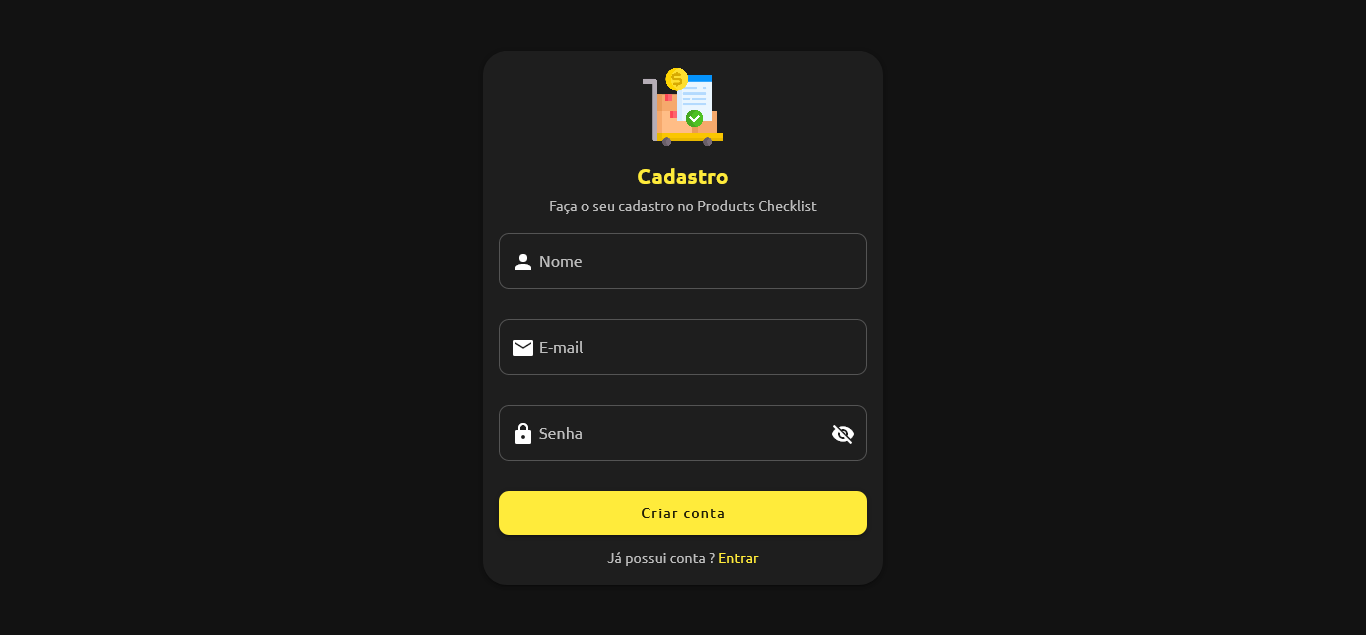 Cadastro
Faça o seu cadastro no Products Checklist
Nome
E-mail
Senha
Criar conta
Já possui conta ? Entrar